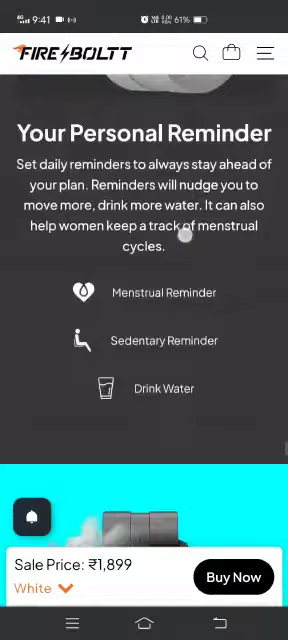 9:41
61%
FIRE-BOLTT
Your Personal Reminder
Set daily reminders to always stay ahead of
your plan. Reminders will nudge you to
move more, drink more water. It can also
help women keep a track of menstrual
cycles.
Menstrual Reminder
Sedentary Reminder
Drink Water
Sale Price: ₹1,899
White
Buy Now